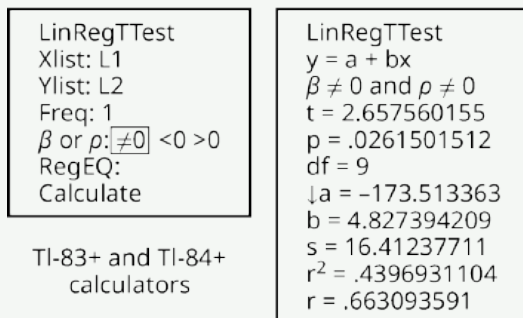 LinRegTTest
Xlist: L1
Ylist: L2
Freq: 1
β or ρ: ≠0 <0 >0
RegEQ:
Calculate
TI-83+ and TI-84+
calculators
LinRegTTest
y = a + bx
β ≠ 0 and ρ ≠ 0
t = 2.657560155
p = .0261501512
df = 9
↓a = –173.513363
b = 4.827394209
s = 16.41237711
r² = .4396931104
r = .663093591